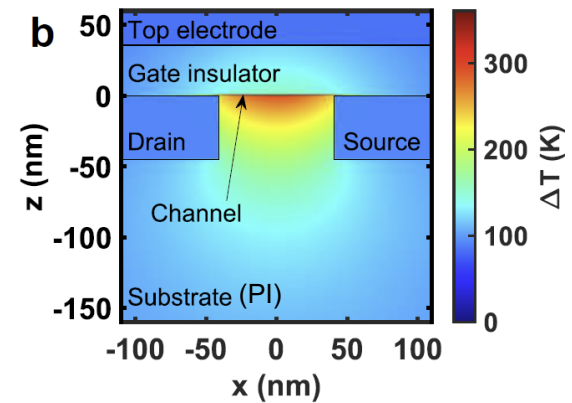 b
50
0
-50
-100
-150
z (nm)
Top electrode
Gate insulator
Drain
Source
Channel
Substrate (PI)
-100
-50
0
50
100
x (nm)
300
200
100
0
ΔT (K)